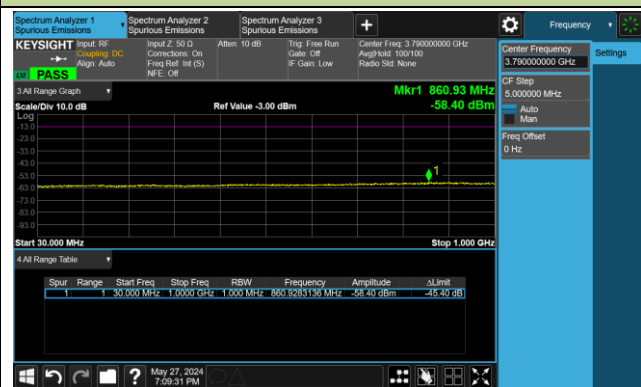 Spectrum Analyzer 1
Spurious Emissions
Spectrum Analyzer 2
Spurious Emissions
Spectrum Analyzer 3
Spurious Emissions
+
Frequency
KEYSIGHT
Input: RF
Coupling: DC
Align: Auto
Input Z: 50 Ω
Corrections: On
Freq Ref: Int (S)
NFE: Off
Atten: 10 dB
Trig: Free Run
Gate: Off
IF Gain: Low
Center Freq: 3.790000000 GHz
Avg|Hold: 100/100
Radio Std: None
PASS
Center Frequency
3.790000000 GHz
Settings
CF Step
5.000000 MHz
Auto
Man
Freq Offset
0 Hz
3 All Range Graph
Mkr1 860.93 MHz
Scale/Div 10.0 dB
Ref Value -3.00 dBm
-58.40 dBm
Log
-13.0
-23.0
-33.0
-43.0
-53.0
-63.0
-73.0
-83.0
-93.0
1
Start 30.000 MHz
Stop 1.000 GHz
4 All Range Table
Spur Range Start Freq Stop Freq RBW Frequency Amplitude ΔLimit
1 1 30.000 MHz 1.0000 GHz 1.000 MHz 860.9283136 MHz -58.40 dBm -45.40 dB
?
May 27, 2024
7:09:31 PM